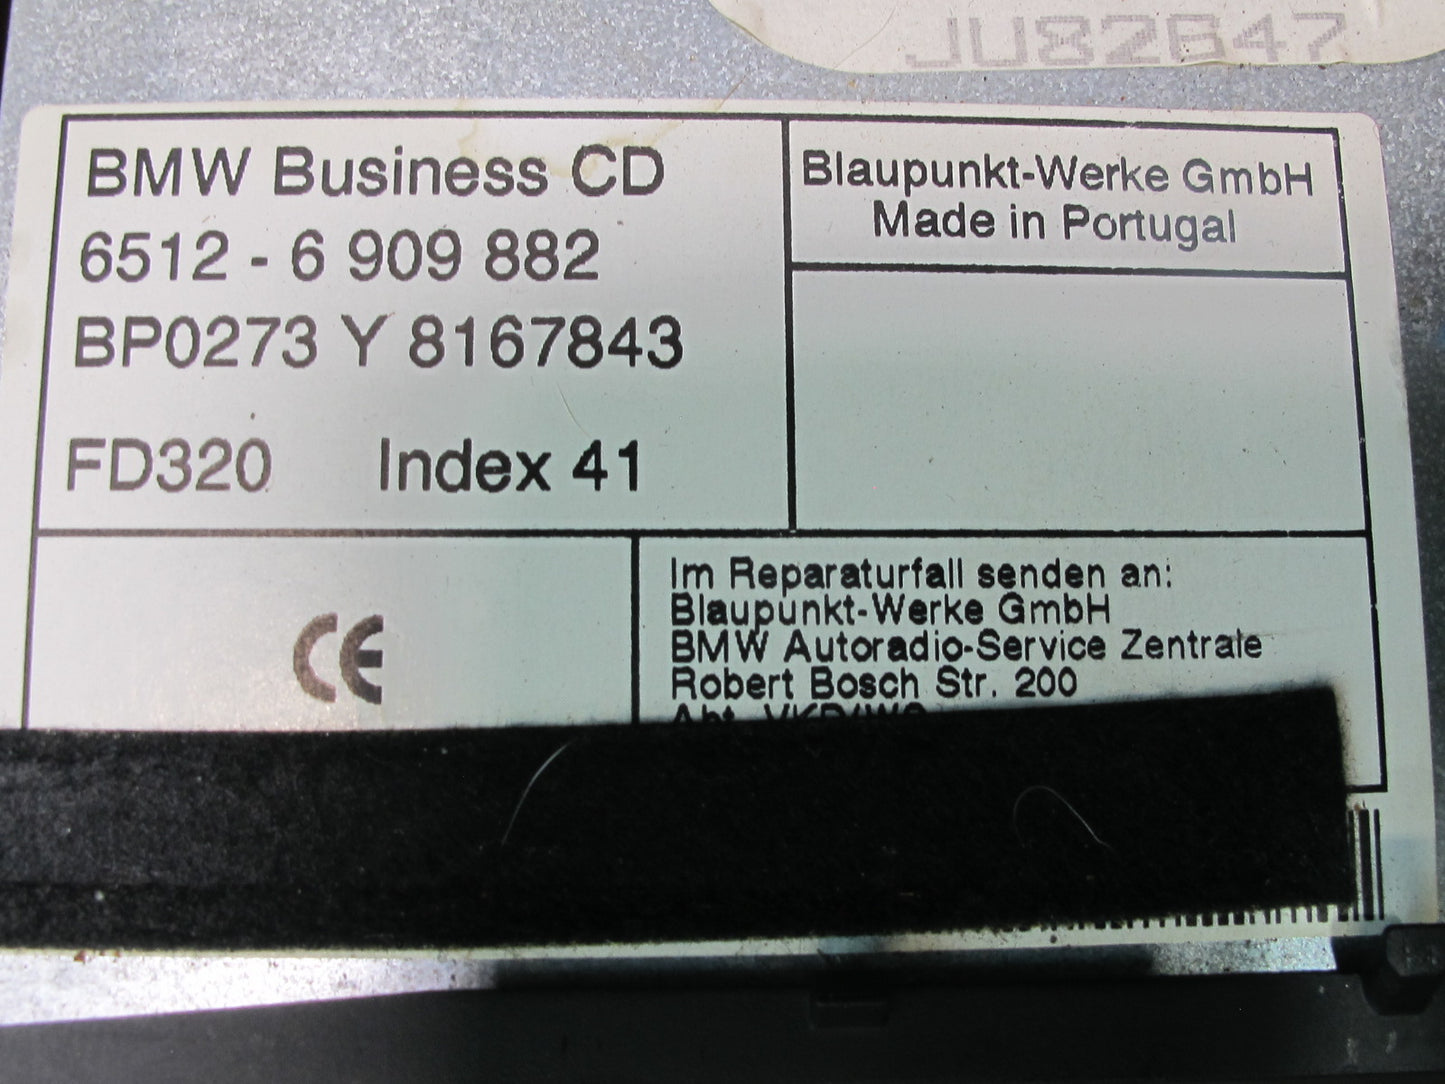 JU82647
BMW Business CD
6512 - 6 909 882
BP0273 Y 8167843
FD320 Index 41
Blaupunkt-Werke GmbH
Made in Portugal
CE
Im Reparaturfall senden an:
Blaupunkt-Werke GmbH
BMW Autoradio-Service Zentrale
Robert Bosch Str. 200
Abt.